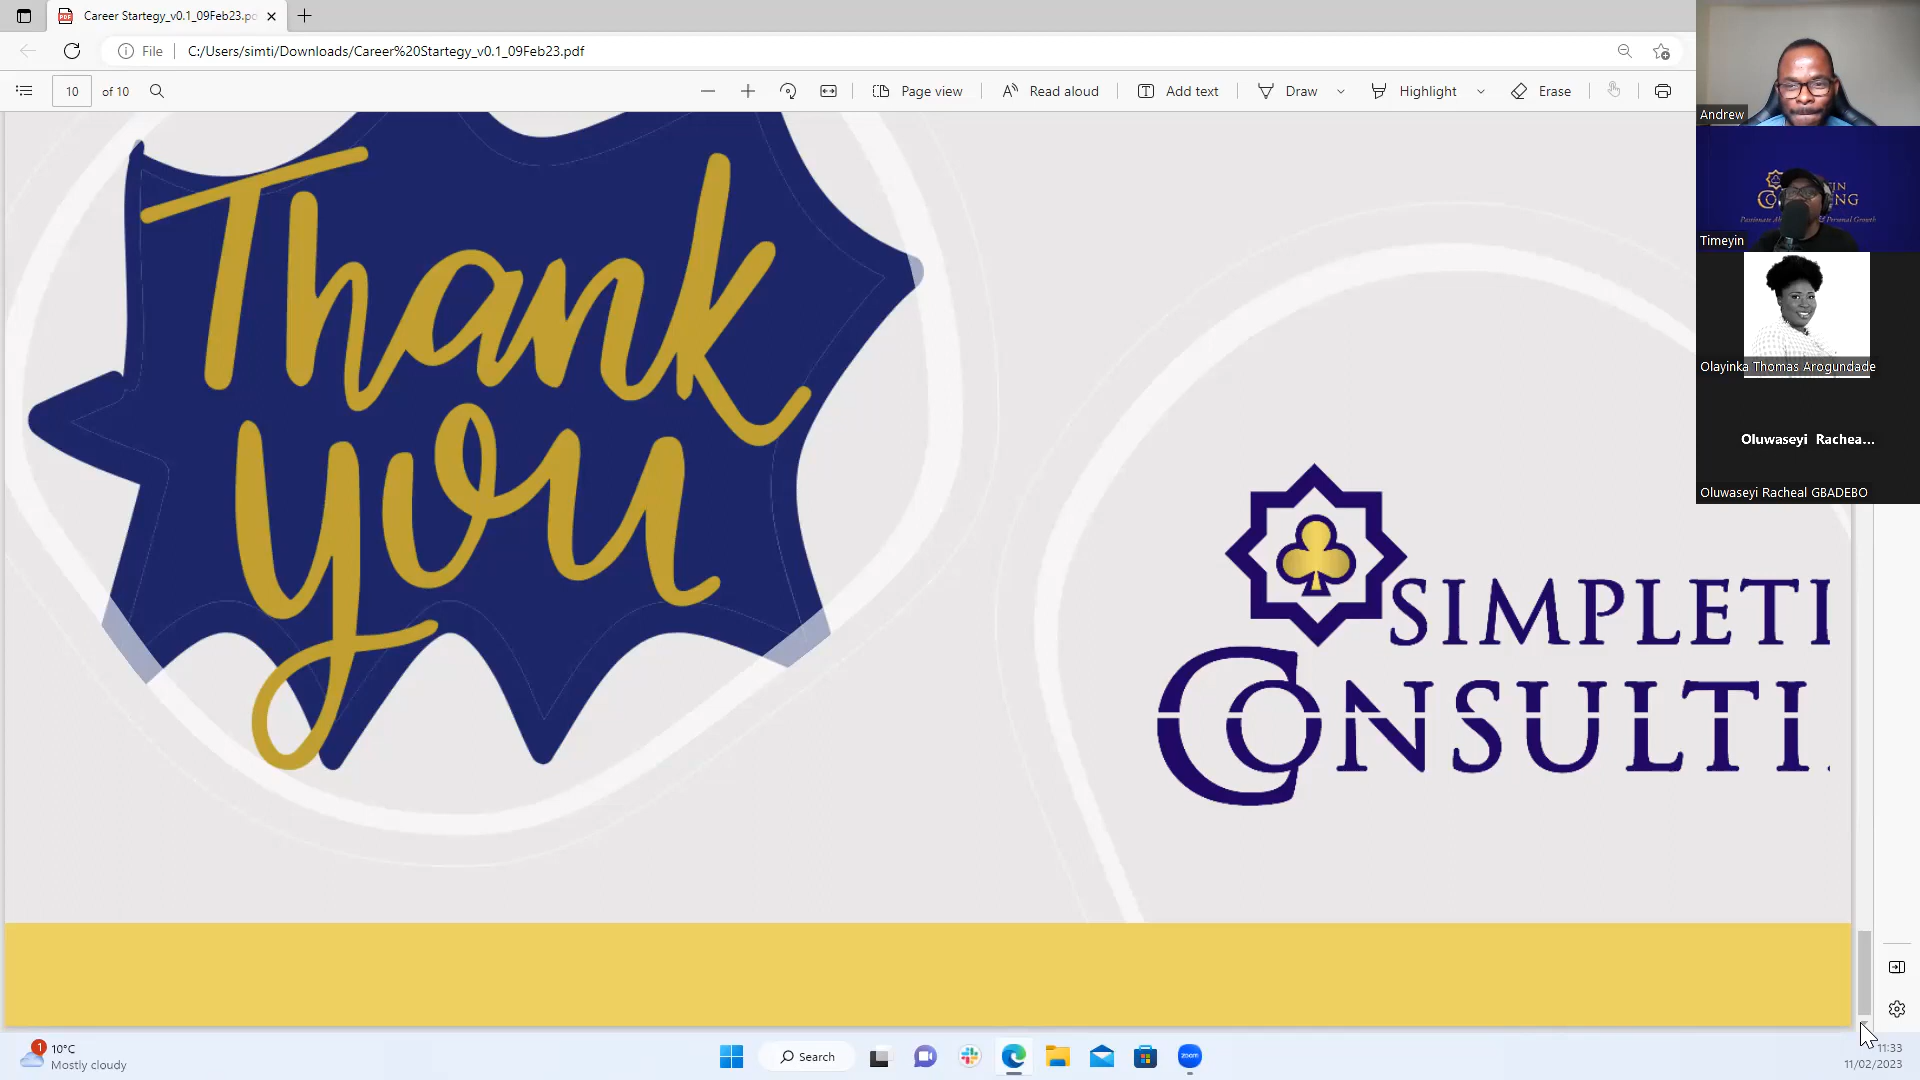 Career Startegy_v0.1_09Feb23.p
File
C:/Users/simti/Downloads/Career%20Startegy_v0.1_09Feb23.pdf
10
of 10
Page view
Read aloud
Add text
Draw
Highlight
Erase
Thank
you
SIMPLETI
CONSULTI
Andrew
Timeyin
Olayinka Thomas Arogundade
Oluwaseyi Rachea...
Oluwaseyi Racheal GBADEBO
1
10°C
Mostly cloudy
Search
zoom
11:33
11/02/2023